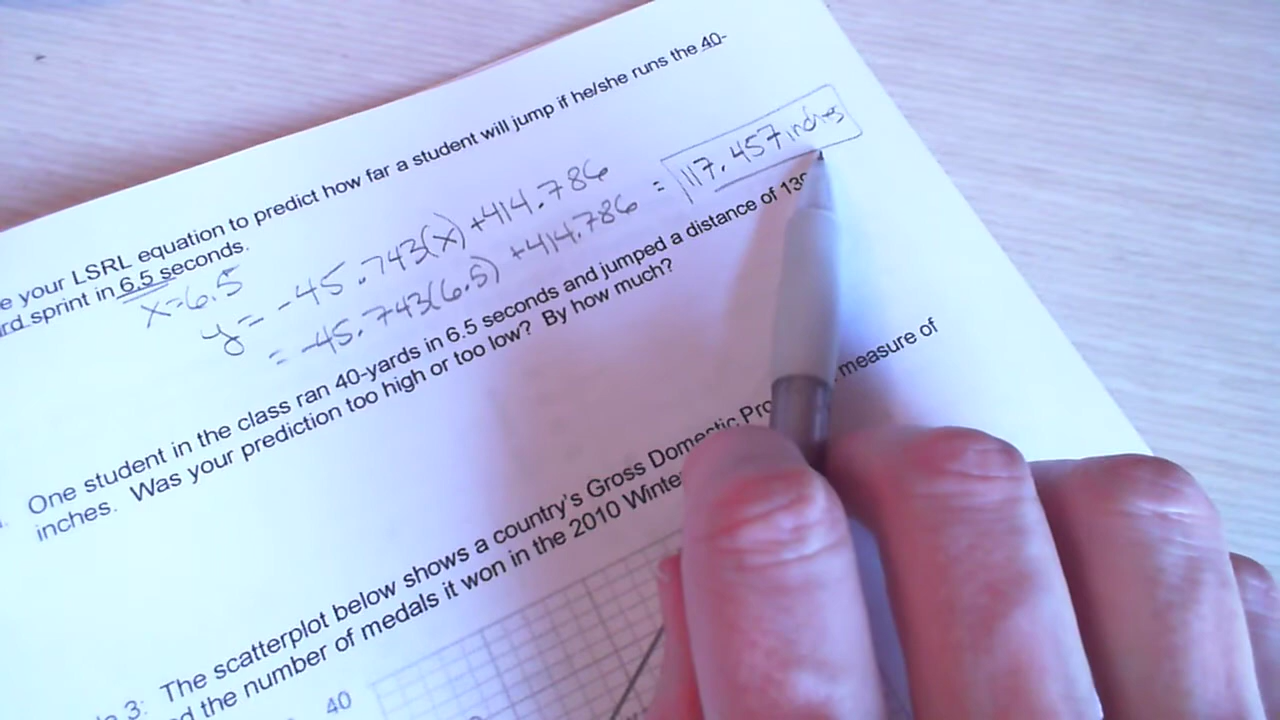 e your LSRL equation to predict how far a student will jump if he/she runs the 40-
rd sprint in 6.5 seconds.
x=6.5
y = -45.743(x)+414.786
= -45.743(6.5) +414.786 = 117.457 inches
One student in the class ran 40-yards in 6.5 seconds and jumped a distance of
inches. Was your prediction too high or too low? By how much?
3: The scatterplot below shows a country's Gross Domestic measure of
d the number of medals it won in the 2010
40